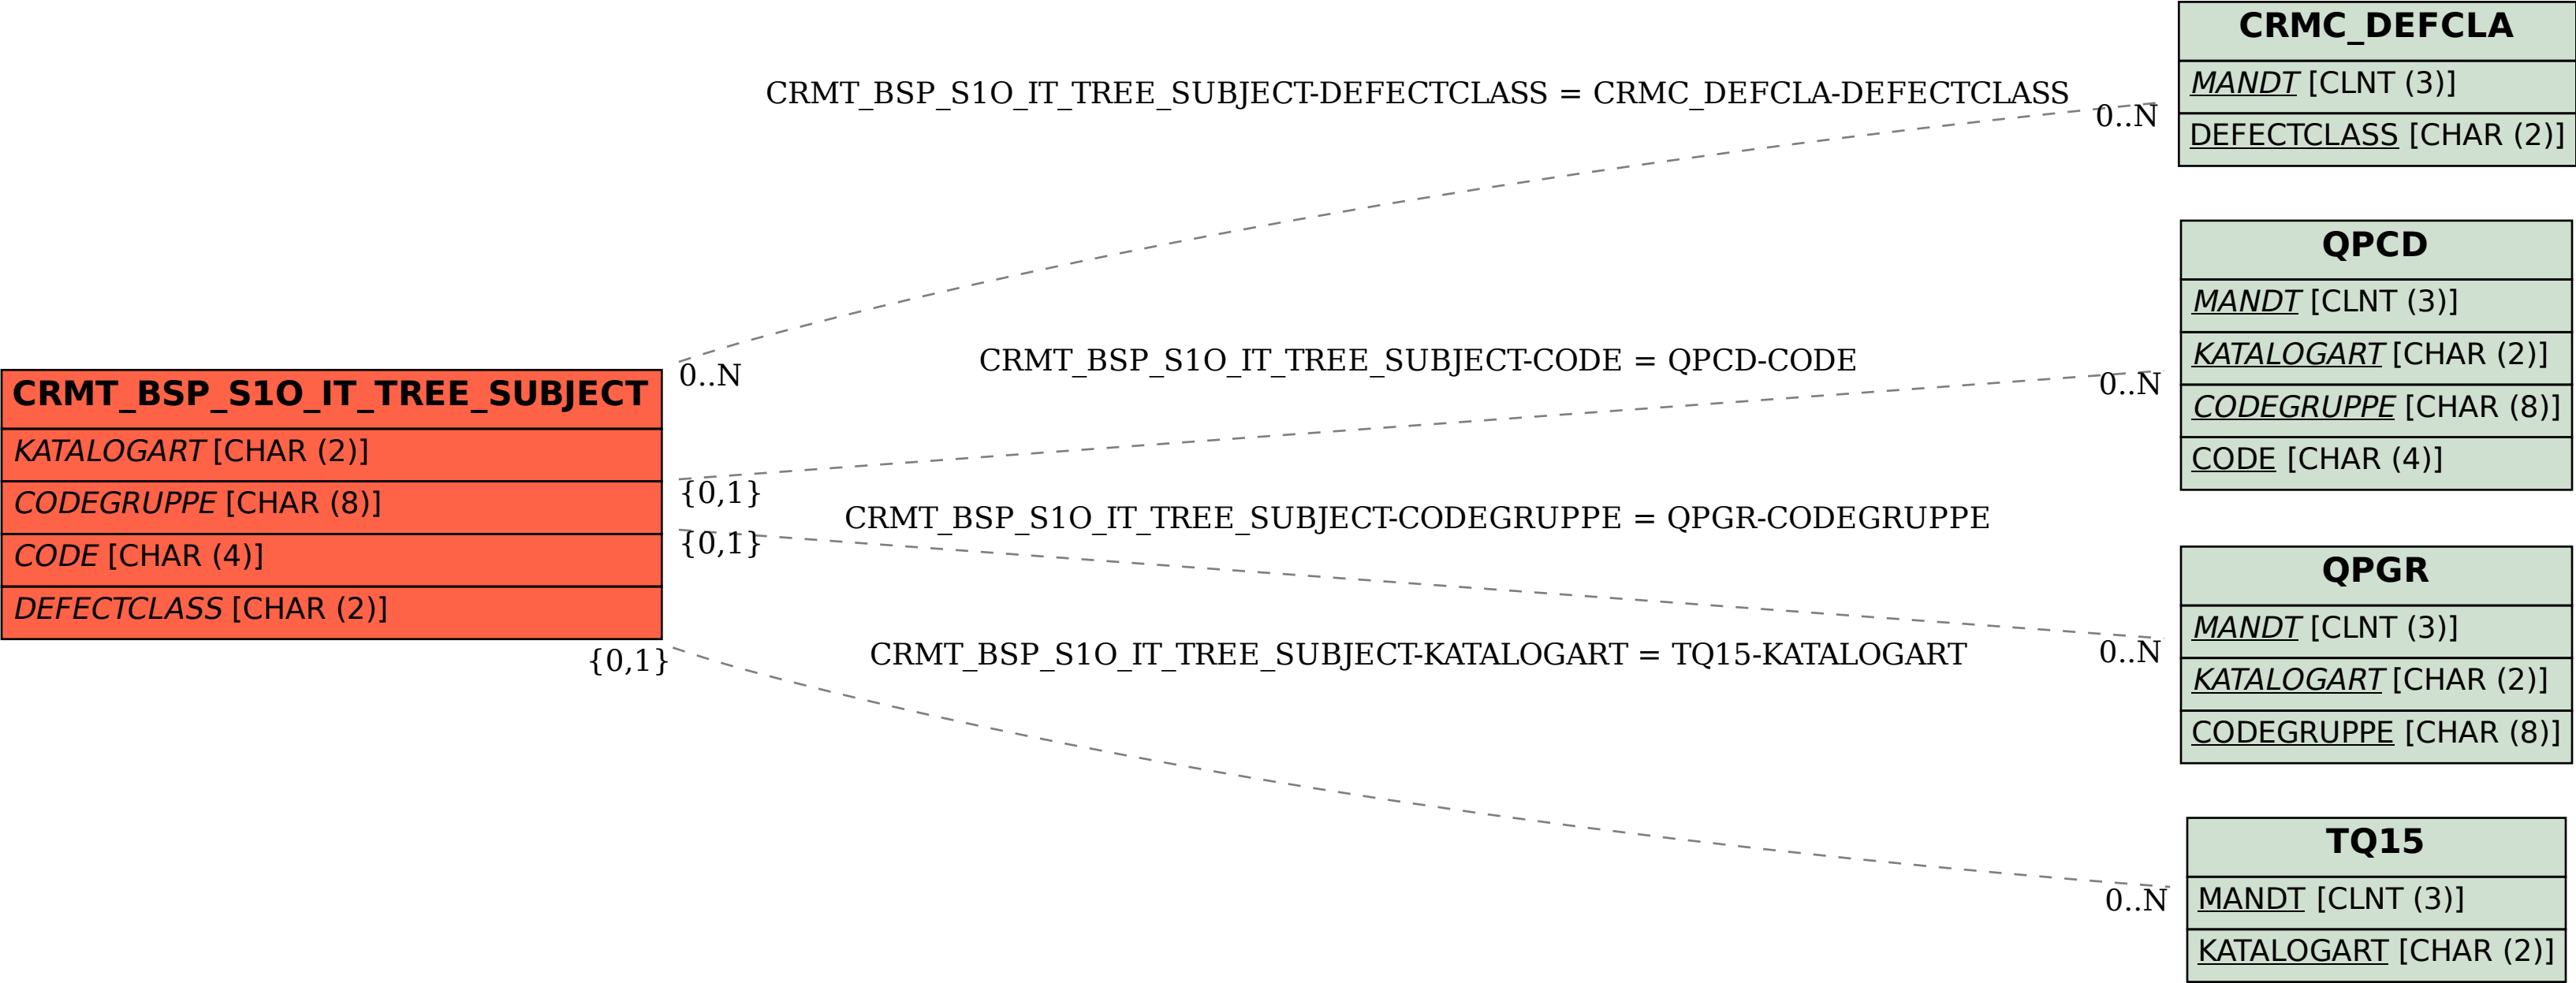 CRMC_DEFCLA
MANDT [CLNT (3)]
DEFECTCLASS [CHAR (2)]
CRMT_BSP_S1O_IT_TREE_SUBJECT-DEFECTCLASS = CRMC_DEFCLA-DEFECTCLASS
0..N
0..N
QPCD
MANDT [CLNT (3)]
KATALOGART [CHAR (2)]
CODEGRUPPE [CHAR (8)]
CODE [CHAR (4)]
CRMT_BSP_S1O_IT_TREE_SUBJECT-CODE = QPCD-CODE
0..N
{0,1}
CRMT_BSP_S1O_IT_TREE_SUBJECT
KATALOGART [CHAR (2)]
CODEGRUPPE [CHAR (8)]
CODE [CHAR (4)]
DEFECTCLASS [CHAR (2)]
CRMT_BSP_S1O_IT_TREE_SUBJECT-CODEGRUPPE = QPGR-CODEGRUPPE
{0,1}
0..N
QPGR
MANDT [CLNT (3)]
KATALOGART [CHAR (2)]
CODEGRUPPE [CHAR (8)]
CRMT_BSP_S1O_IT_TREE_SUBJECT-KATALOGART = TQ15-KATALOGART
{0,1}
0..N
TQ15
MANDT [CLNT (3)]
KATALOGART [CHAR (2)]